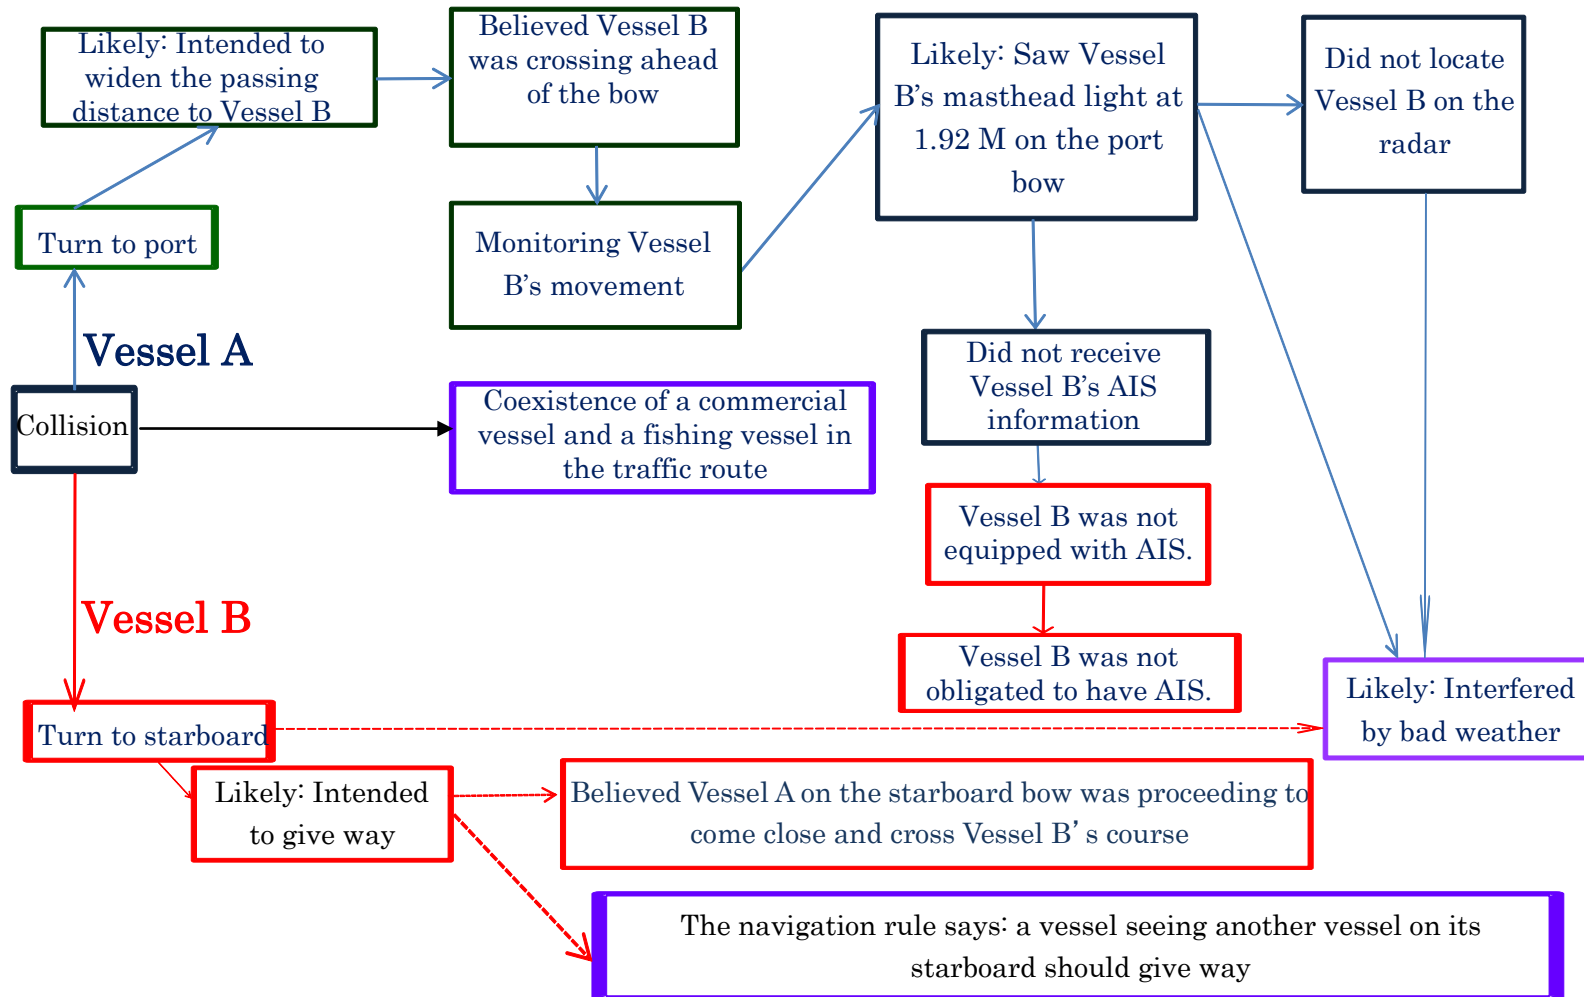 Likely: Intended to
widen the passing
distance to Vessel B
Believed Vessel B
was crossing ahead
of the bow
Likely: Saw Vessel
B's masthead light at
1.92 M on the port
bow
Did not locate
Vessel B on the
radar
Turn to port
Monitoring Vessel
B's movement
Vessel A
Did not receive
Vessel B's AIS
information
Collision
Coexistence of a commercial
vessel and a fishing vessel in
the traffic route
Vessel B was not
equipped with AIS.
Vessel B
Vessel B was not
obligated to have AIS.
Likely: Interfered
by bad weather
Turn to starboard
Likely: Intended
to give way
Believed Vessel A on the starboard bow was proceeding to
come close and cross Vessel B's course
The navigation rule says: a vessel seeing another vessel on its
starboard should give way